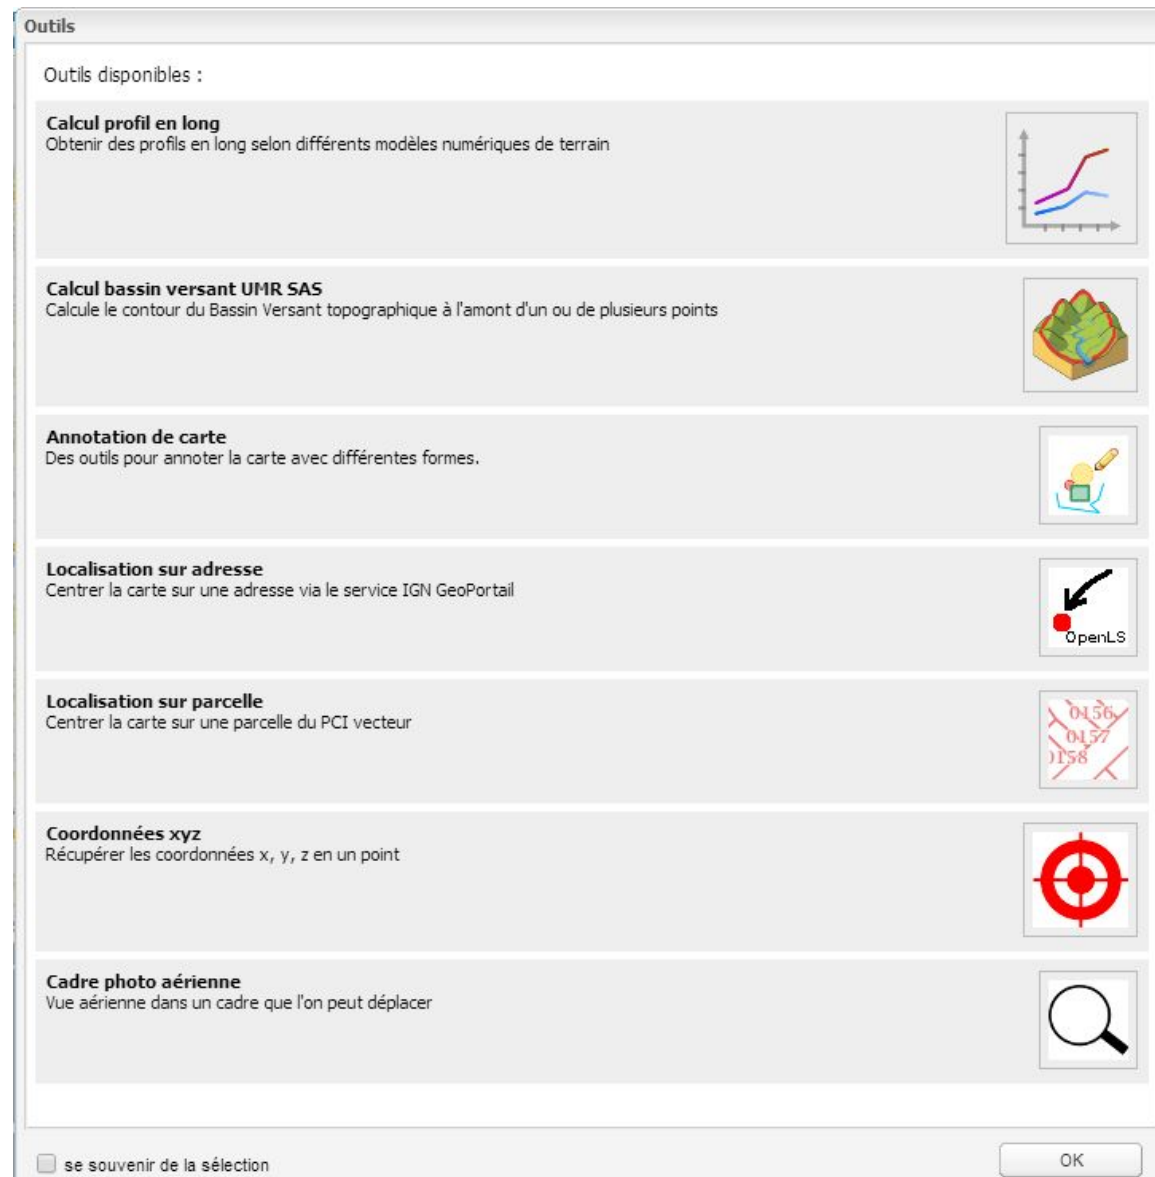 Outils
Outils disponibles :
Calcul profil en long
Obtenir des profils en long selon différents modèles numériques de terrain
Calcul bassin versant UMR SAS
Calcule le contour du Bassin Versant topographique à l'amont d'un ou de plusieurs points
Annotation de carte
Des outils pour annoter la carte avec différentes formes.
Localisation sur adresse
Centrer la carte sur une adresse via le service IGN GeoPortail
OpenLS
Localisation sur parcelle
Centrer la carte sur une parcelle du PCI vecteur
0156
0157
0158
Coordonnées xyz
Récupérer les coordonnées x, y, z en un point
Cadre photo aérienne
Vue aérienne dans un cadre que l'on peut déplacer
se souvenir de la sélection
OK